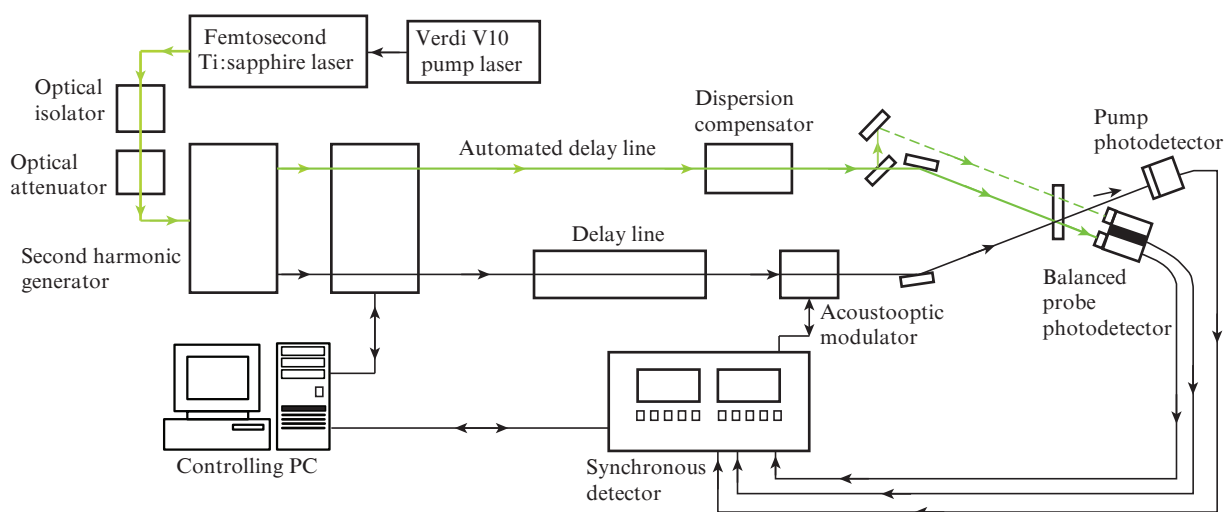 Femtosecond
Ti:sapphire laser
Verdi V10
pump laser
Optical
isolator
Dispersion
compensator
Pump
photodetector
Optical
attenuator
Automated delay line
Second harmonic
generator
Delay line
Balanced
probe
photodetector
Acoustooptic
modulator
Controlling PC
Synchronous
detector